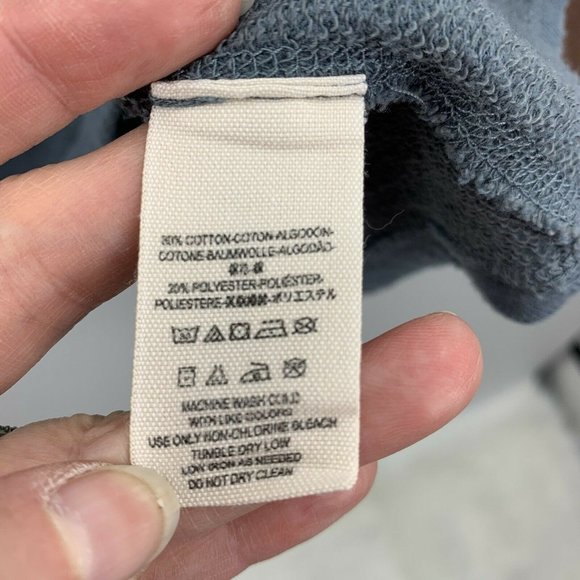 80% COTTON-COTON-ALGODÓN-
COTONE-BAUMWOLLE-ALGODÃO-
20% POLYESTER-POLIÉSTER-
POLIESTERE-ポリエステル
MACHINE WASH COLD
WITH LIKE COLORS
USE ONLY NON-CHLORINE BLEACH
TUMBLE DRY LOW
LOW IRON AS NEEDED
DO NOT DRY CLEAN